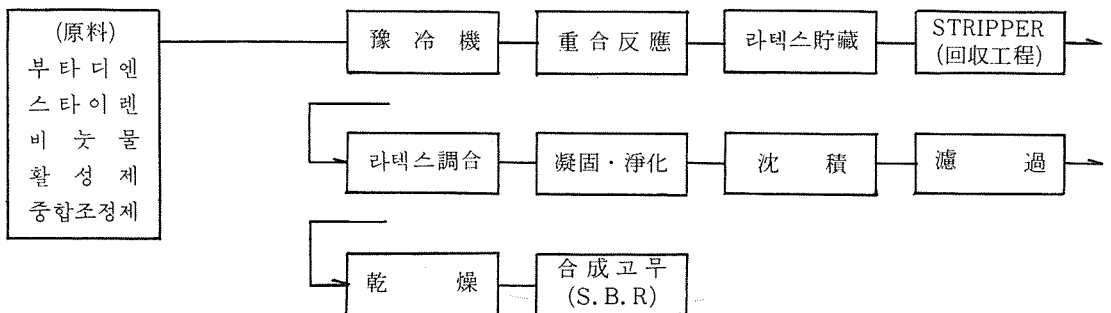 (原料)
부타디엔
스타이렌
비눗물
활성제
중합조정제
豫冷機
重合反應
라텍스貯蔵
STRIPPER
(回収工程)
라텍스調合
凝固·淨化
沈積
濾過
乾燥
合成고무
(S.B.R)